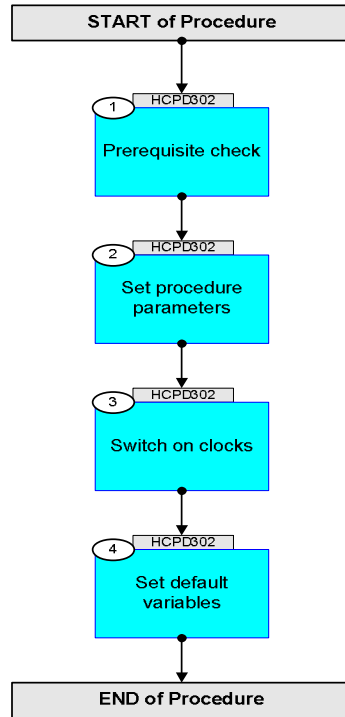 START of Procedure
HCPD302
1
Prerequisite check
HCPD302
2
Set procedure
parameters
HCPD302
3
Switch on clocks
HCPD302
4
Set default
variables
END of Procedure